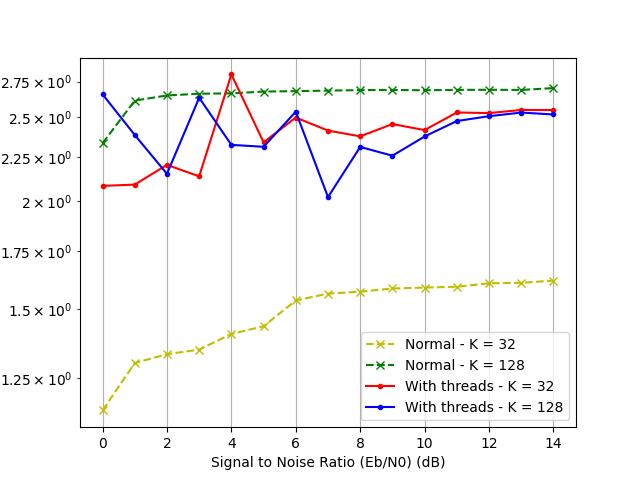 2.75 × 10⁰
2.5 × 10⁰
2.25 × 10⁰
2 × 10⁰
1.75 × 10⁰
1.5 × 10⁰
1.25 × 10⁰
Normal - K = 32
Normal - K = 128
With threads - K = 32
With threads - K = 128
0 2 4 6 8 10 12 14
Signal to Noise Ratio (Eb/N0) (dB)